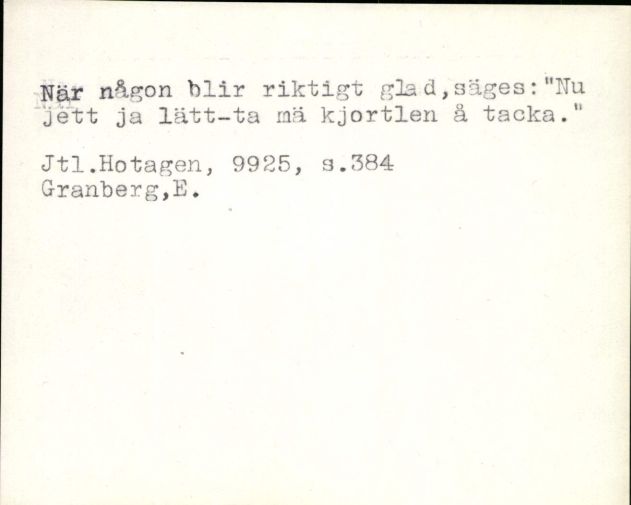 När någon blir riktigt glad,säges:"Nu
jett ja lätt-ta mä kjortlen å tacka."
Jtl.Hotagen, 9925, s.384
Granberg,E.